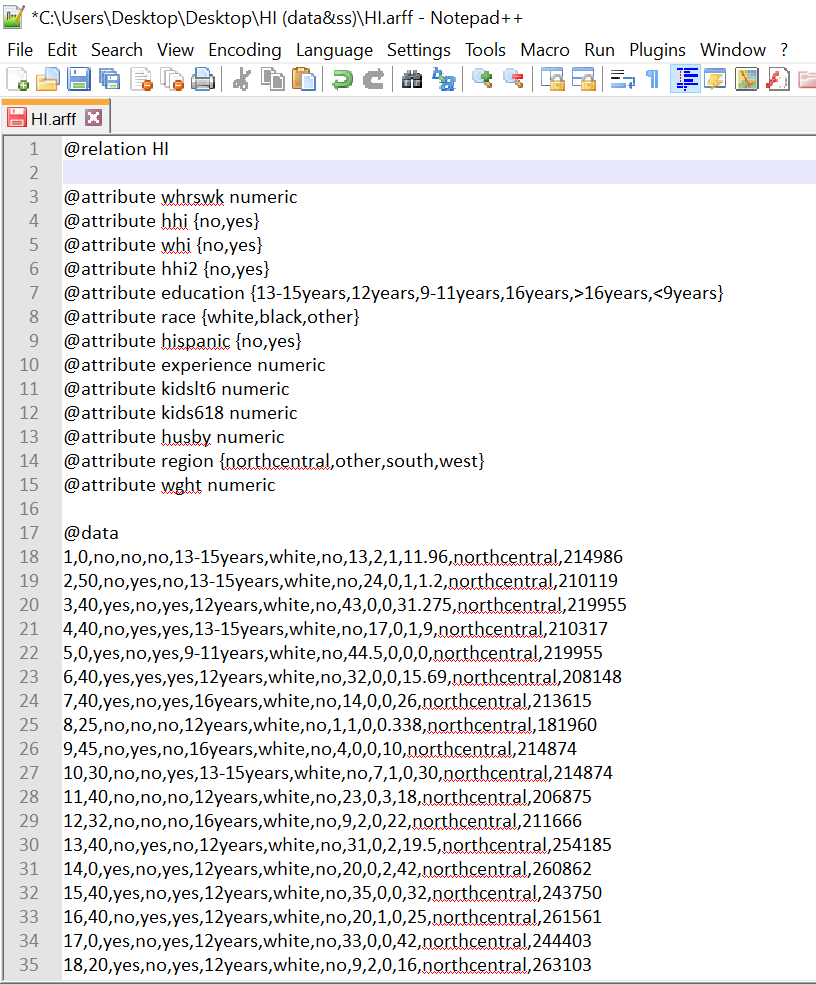 *C:\Users\Desktop\Desktop\HI (data&ss)\HI.arff - Notepad++
File Edit Search View Encoding Language Settings Tools Macro Run Plugins Window ?
HI.arff
1 @relation HI
2
3 @attribute whrswk numeric
4 @attribute hhi {no,yes}
5 @attribute whi {no,yes}
6 @attribute hhi2 {no,yes}
7 @attribute education {13-15years,12years,9-11years,16years,>16years,<9years}
8 @attribute race {white,black,other}
9 @attribute hispanic {no,yes}
10 @attribute experience numeric
11 @attribute kidslt6 numeric
12 @attribute kids618 numeric
13 @attribute husby numeric
14 @attribute region {northcentral,other,south,west}
15 @attribute wght numeric
16
17 @data
18 1,0,no,no,no,13-15years,white,no,13,2,1,11.96,northcentral,214986
19 2,50,no,yes,no,13-15years,white,no,24,0,1,1.2,northcentral,210119
20 3,40,yes,no,yes,12years,white,no,43,0,0,31.275,northcentral,219955
21 4,40,no,yes,yes,13-15years,white,no,17,0,1,9,northcentral,210317
22 5,0,yes,no,yes,9-11years,white,no,44.5,0,0,0,northcentral,219955
23 6,40,yes,yes,yes,12years,white,no,32,0,0,15.69,northcentral,208148
24 7,40,yes,no,yes,16years,white,no,14,0,0,26,northcentral,213615
25 8,25,no,no,no,12years,white,no,1,1,0,0.338,northcentral,181960
26 9,45,no,yes,no,16years,white,no,4,0,0,10,northcentral,214874
27 10,30,no,no,yes,13-15years,white,no,7,1,0,30,northcentral,214874
28 11,40,no,no,no,12years,white,no,23,0,3,18,northcentral,206875
29 12,32,no,no,no,16years,white,no,9,2,0,22,northcentral,211666
30 13,40,no,yes,no,12years,white,no,31,0,2,19.5,northcentral,254185
31 14,0,yes,no,yes,12years,white,no,20,0,2,42,northcentral,260862
32 15,40,yes,no,yes,12years,white,no,35,0,0,32,northcentral,243750
33 16,40,no,yes,yes,12years,white,no,20,1,0,25,northcentral,261561
34 17,0,yes,no,yes,12years,white,no,33,0,0,42,northcentral,244403
35 18,20,yes,no,yes,12years,white,no,9,2,0,16,northcentral,263103